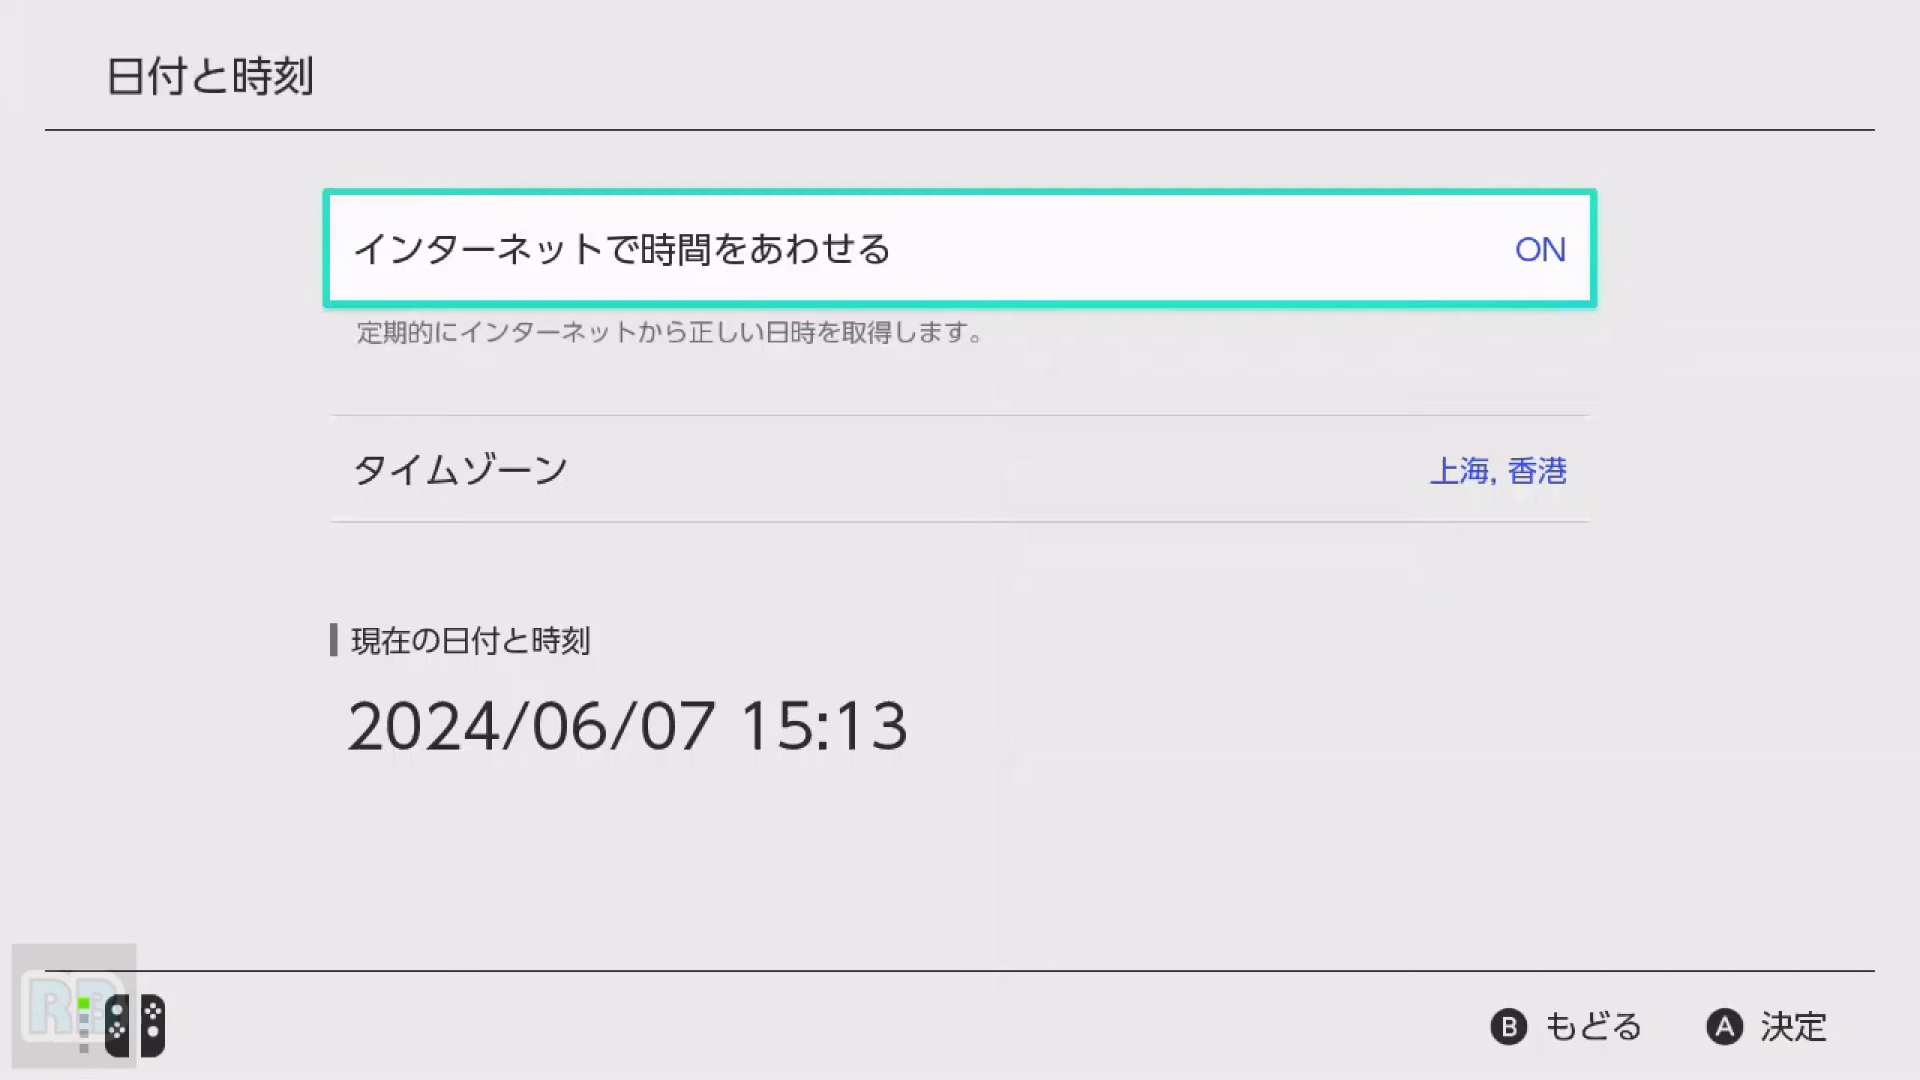 日付と時刻
インターネットで時間をあわせる ON
定期的にインターネットから正しい日時を取得します。
タイムゾーン 上海, 香港
現在の日付と時刻
2024/06/07 15:13
RB
B もどる A 決定